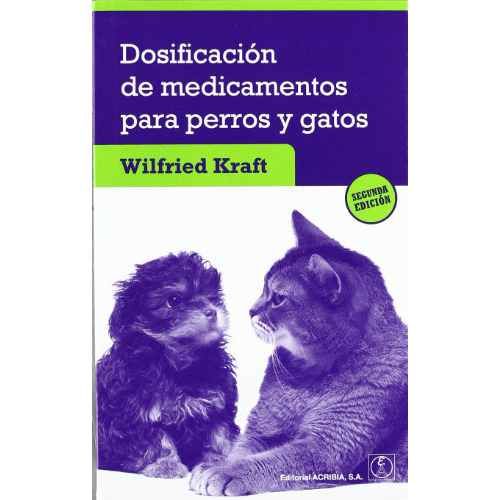 Dosificación
de medicamentos
para perros y gatos
Wilfried Kraft
SEGUNDA
EDICIÓN
Editorial ACRIBIA, S.A.